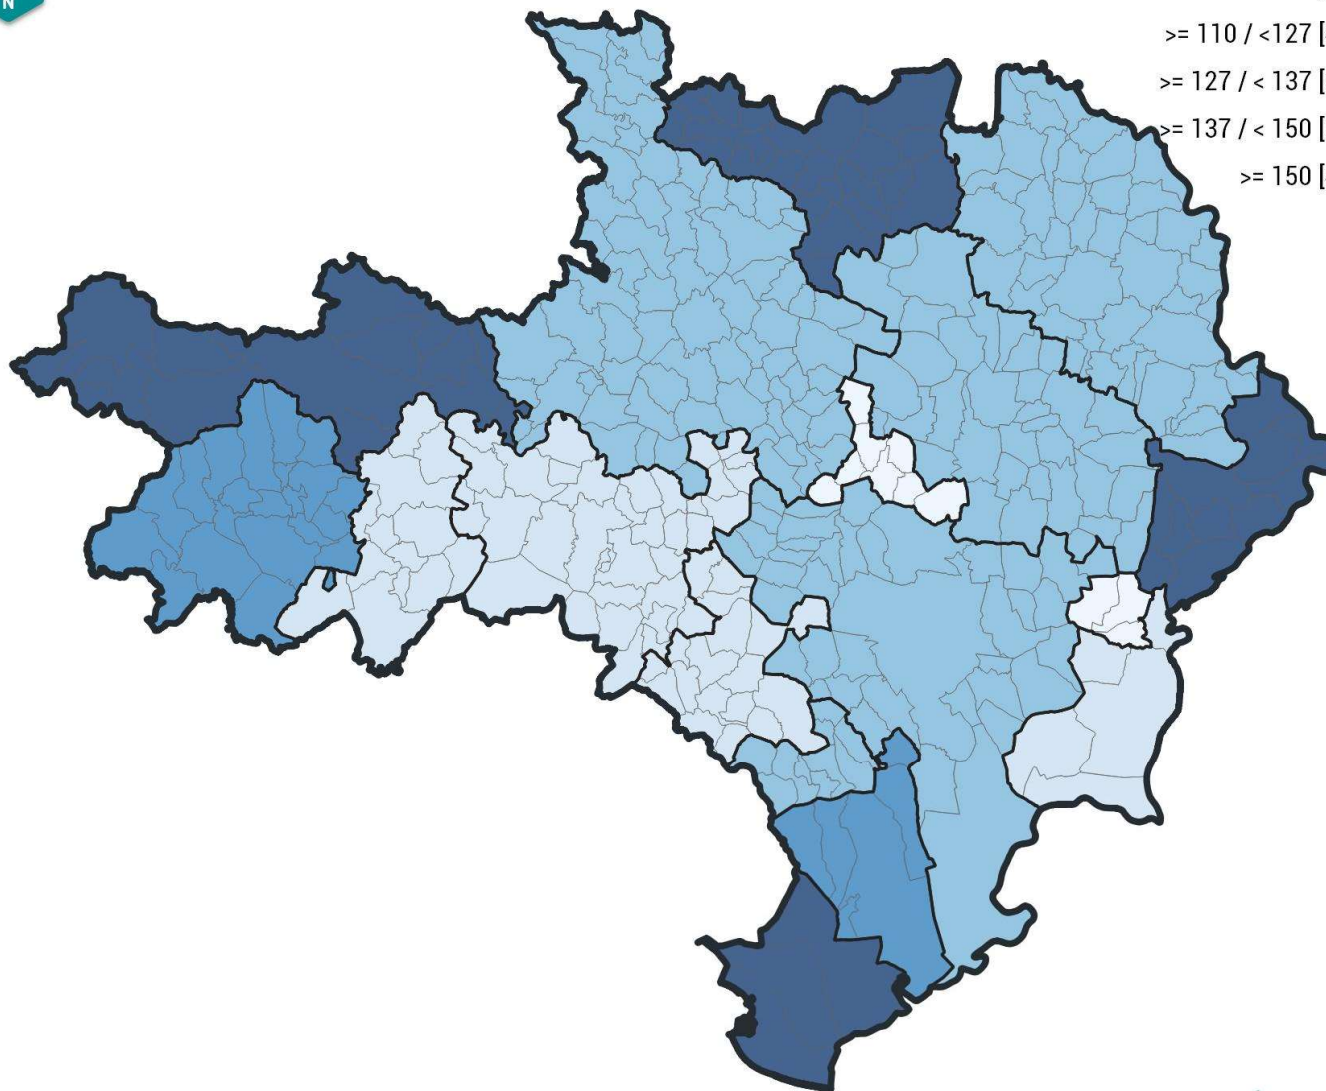 N
>= 110 / <127 [
>= 127 / < 137 [
>= 137 / < 150 [
>= 150 [